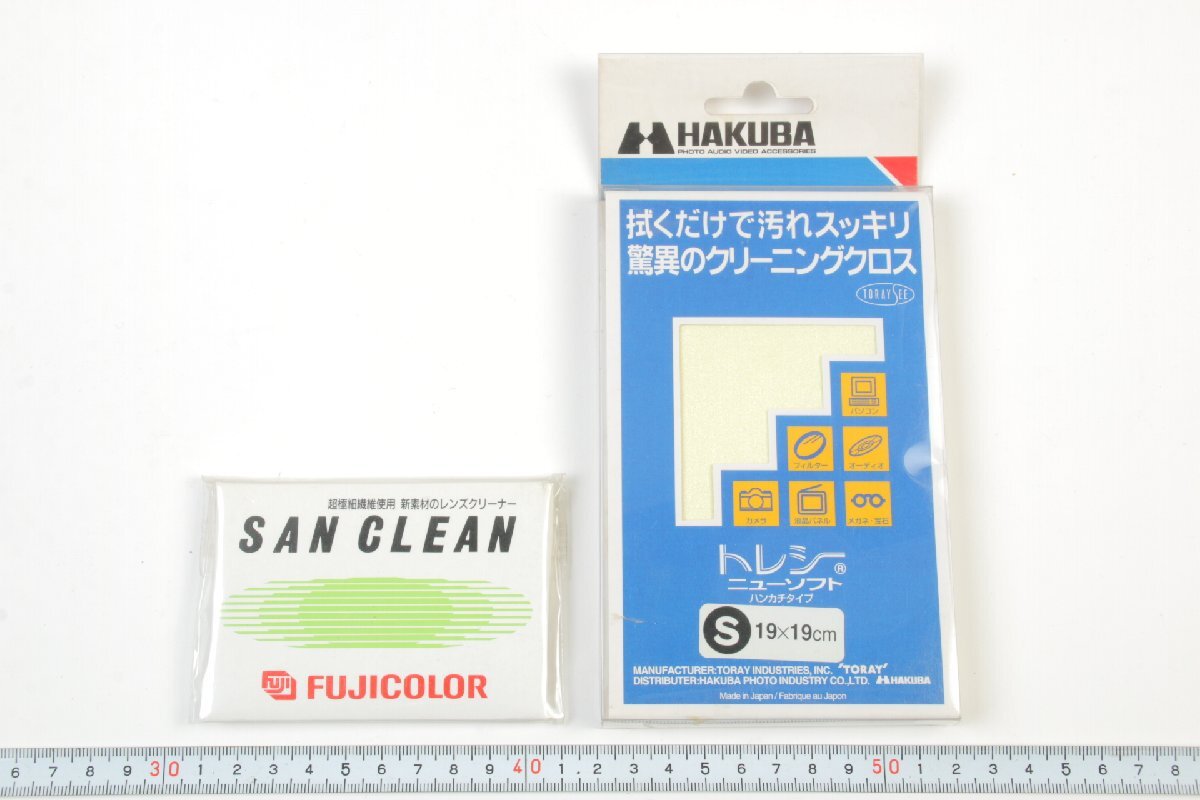 超極細繊維使用 新素材のレンズクリーナー
SAN CLEAN
Fuji FUJICOLOR
HAKUBA
PHOTO AUDIO VIDEO ACCESSORIES
拭くだけで汚れスッキリ
驚異のクリーニングクロス
TORAYSEE
パソコン
フィルター
オーディオ
カメラ
液晶パネル
メガネ・宝石
トレシー®
ニューソフト
ハンカチタイプ
S 19×19cm
MANUFACTURER:TORAY INDUSTRIES, INC. "TORAY"
DISTRIBUTER:HAKUBA PHOTO INDUSTRY CO.,LTD. HAKUBA
Made in Japan / Fabrique au Japon
6 7 8 9 30 1 2 3 4 5 6 7 8 9 40 1 2 3 4 5 6 7 8 9 50 1 2 3 4 5 6 7 8